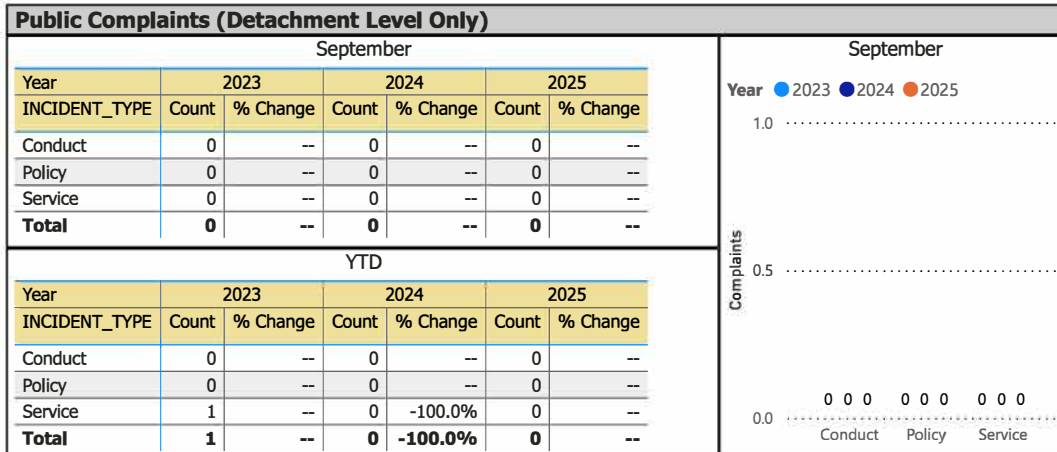 Public Complaints (Detachment Level Only)
September
Year 2023 2024 2025
INCIDENT_TYPE Count % Change Count % Change Count % Change
Conduct 0 -- 0 -- 0 --
Policy 0 -- 0 -- 0 --
Service 0 -- 0 -- 0 --
Total 0 -- 0 -- 0 --
YTD
Year 2023 2024 2025
INCIDENT_TYPE Count % Change Count % Change Count % Change
Conduct 0 -- 0 -- 0 --
Policy 0 -- 0 -- 0 --
Service 1 -- 0 -100.0% 0 --
Total 1 -- 0 -100.0% 0 --
September
Year 2023 2024 2025
1.0
Complaints
0.5
0 0 0 0 0 0 0 0 0
0.0
Conduct Policy Service